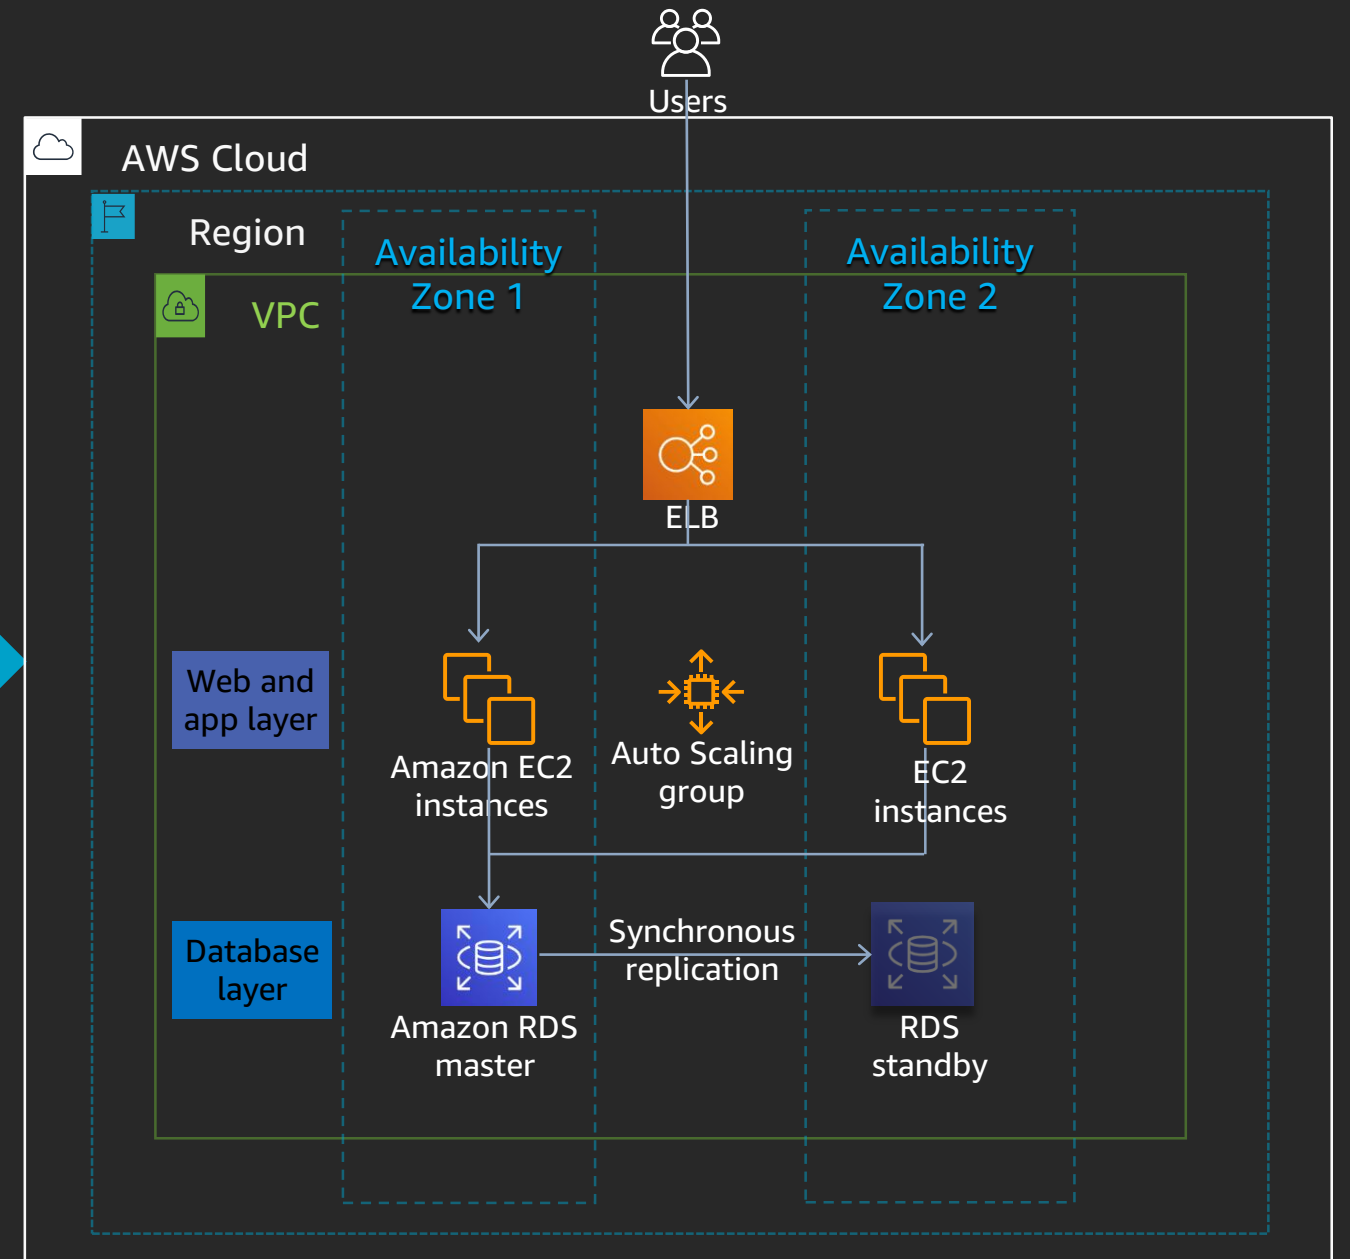 Users
AWS Cloud
Region
Availability
Zone 1
Availability
Zone 2
VPC
ELB
Web and
app layer
Amazon EC2
instances
Auto Scaling
group
EC2
instances
Database
layer
Synchronous
replication
Amazon RDS
master
RDS
standby